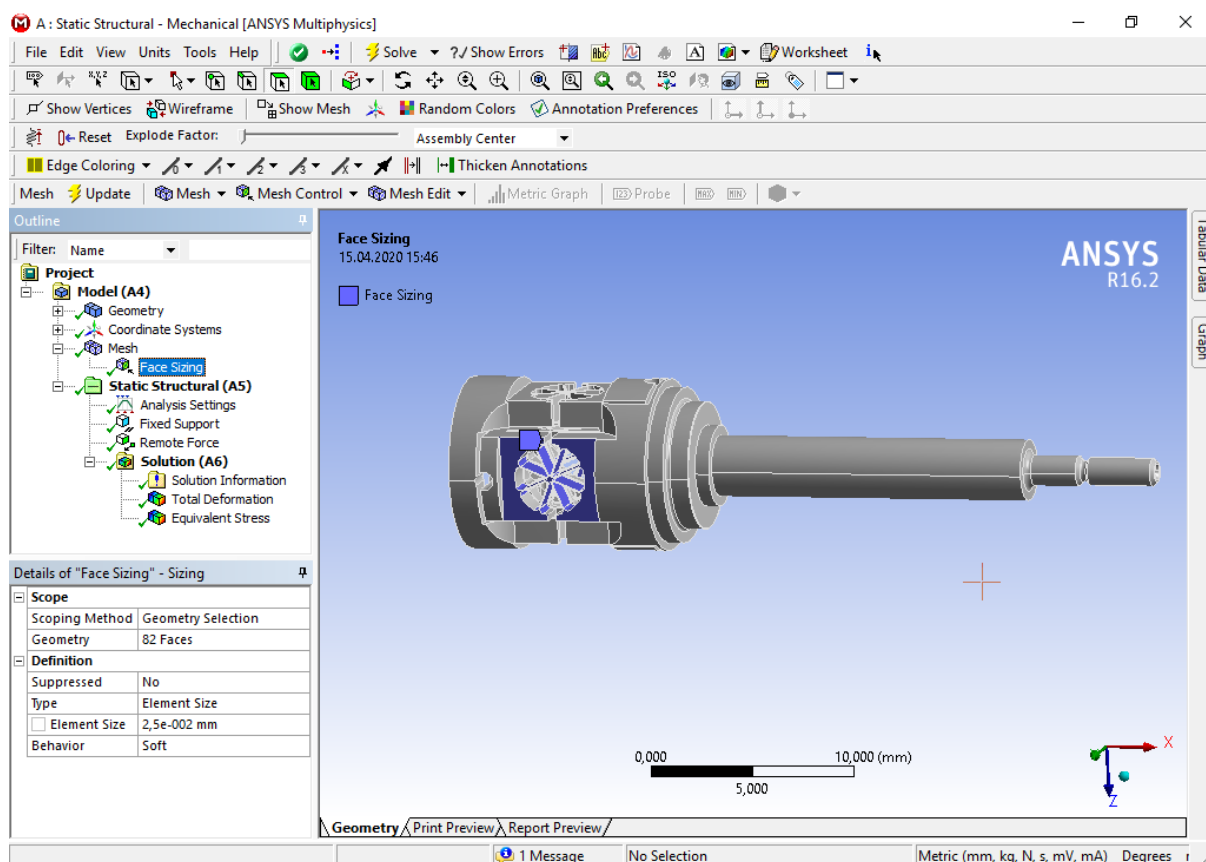 A : Static Structural - Mechanical [ANSYS Multiphysics]
File Edit View Units Tools Help Solve ?/ Show Errors Worksheet
Show Vertices Wireframe Show Mesh Random Colors Annotation Preferences
Reset Explode Factor: Assembly Center
Edge Coloring Thicken Annotations
Mesh Update Mesh Mesh Control Mesh Edit Metric Graph Probe MAX MIN
Outline
Filter: Name
Project
Model (A4)
Geometry
Coordinate Systems
Mesh
Face Sizing
Static Structural (A5)
Analysis Settings
Fixed Support
Remote Force
Solution (A6)
Solution Information
Total Deformation
Equivalent Stress
Details of "Face Sizing" - Sizing
Scope
Scoping Method Geometry Selection
Geometry 82 Faces
Definition
Suppressed No
Type Element Size
Element Size 2,5e-002 mm
Behavior Soft
Face Sizing
15.04.2020 15:46
Face Sizing
ANSYS
R16.2
0,000 10,000 (mm)
5,000
X
Z
Geometry Print Preview Report Preview
Tabular Data
Graph
1 Message No Selection Metric (mm, kg, N, s, mV, mA) Degrees